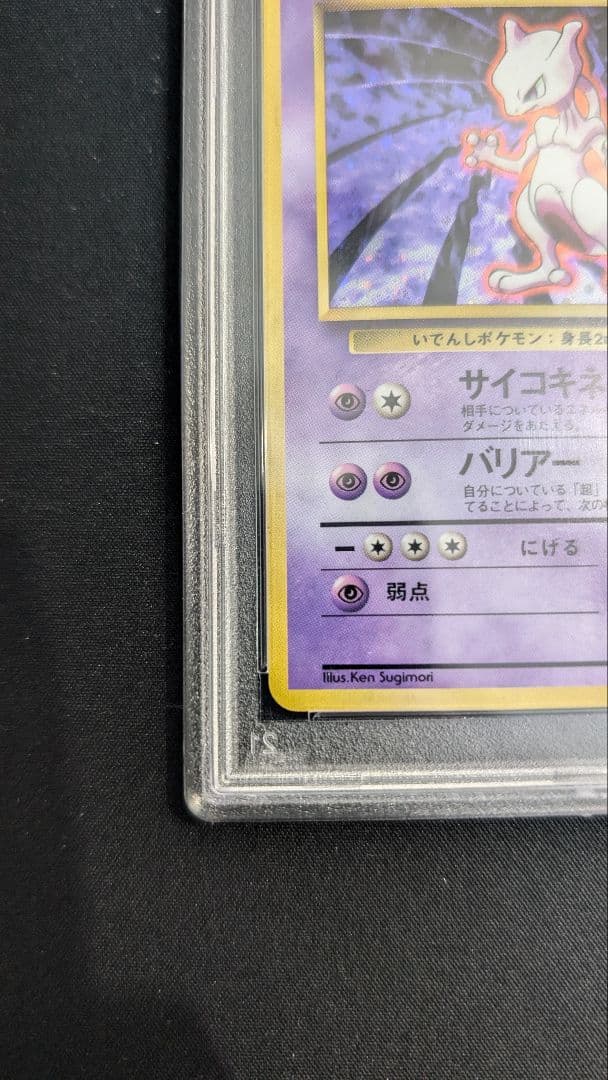 いでんしポケモン：身長2m
サイコキネ
相手についているエネル
ダメージをあたえる。
バリアー
自分についている「超」
てることによって、次の
にげる
弱点
Illus.Ken Sugimori